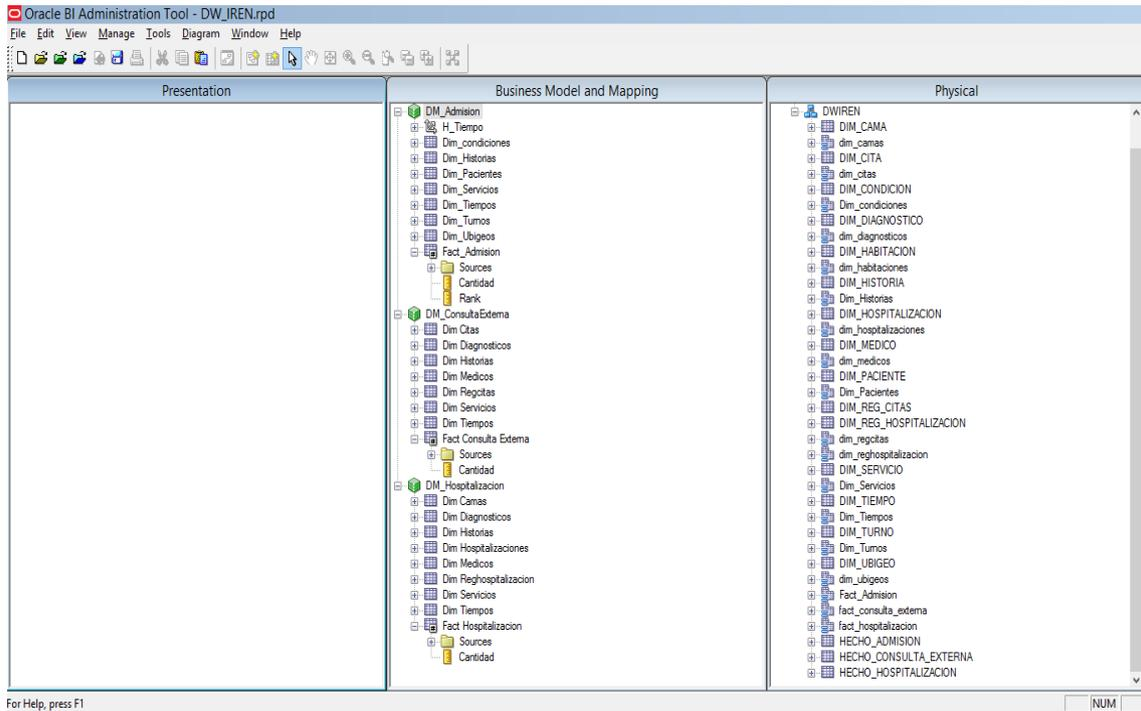 Oracle BI Administration Tool - DW_IREN.rpd
File Edit View Manage Tools Diagram Window Help
Presentation
Business Model and Mapping
DM_Admision
H_Tiempo
Dim_condiciones
Dim_Historias
Dim_Pacientes
Dim_Servicios
Dim_Tiempos
Dim_Turnos
Dim_Ubigeos
Fact_Admision
Sources
Cantidad
Rank
DM_ConsultaExterna
Dim Citas
Dim Diagnosticos
Dim Historias
Dim Medicos
Dim Regcitas
Dim Servicios
Dim Tiempos
Fact Consulta Externa
Sources
Cantidad
DM_Hospitalizacion
Dim Camas
Dim Diagnosticos
Dim Historias
Dim Hospitalizaciones
Dim Medicos
Dim Reghospitalizacion
Dim Servicios
Dim Tiempos
Fact Hospitalizacion
Sources
Cantidad
Physical
DWIREN
DIM_CAMA
dim_camas
DIM_CITA
dim_citas
DIM_CONDICION
Dim_condiciones
DIM_DIAGNOSTICO
dim_diagnosticos
DIM_HABITACION
dim_habitaciones
DIM_HISTORIA
Dim_Historias
DIM_HOSPITALIZACION
dim_hospitalizaciones
DIM_MEDICO
dim_medicos
DIM_PACIENTE
Dim_Pacientes
DIM_REG_CITAS
DIM_REG_HOSPITALIZACION
dim_regcitas
dim_reghospitalizacion
DIM_SERVICIO
Dim_Servicios
DIM_TIEMPO
Dim_Tiempos
DIM_TURNO
Dim_Turnos
DIM_UBIGEO
dim_ubigeos
Fact_Admision
fact_consulta_externa
fact_hospitalizacion
HECHO_ADMISION
HECHO_CONSULTA_EXTERNA
HECHO_HOSPITALIZACION
For Help, press F1
NUM